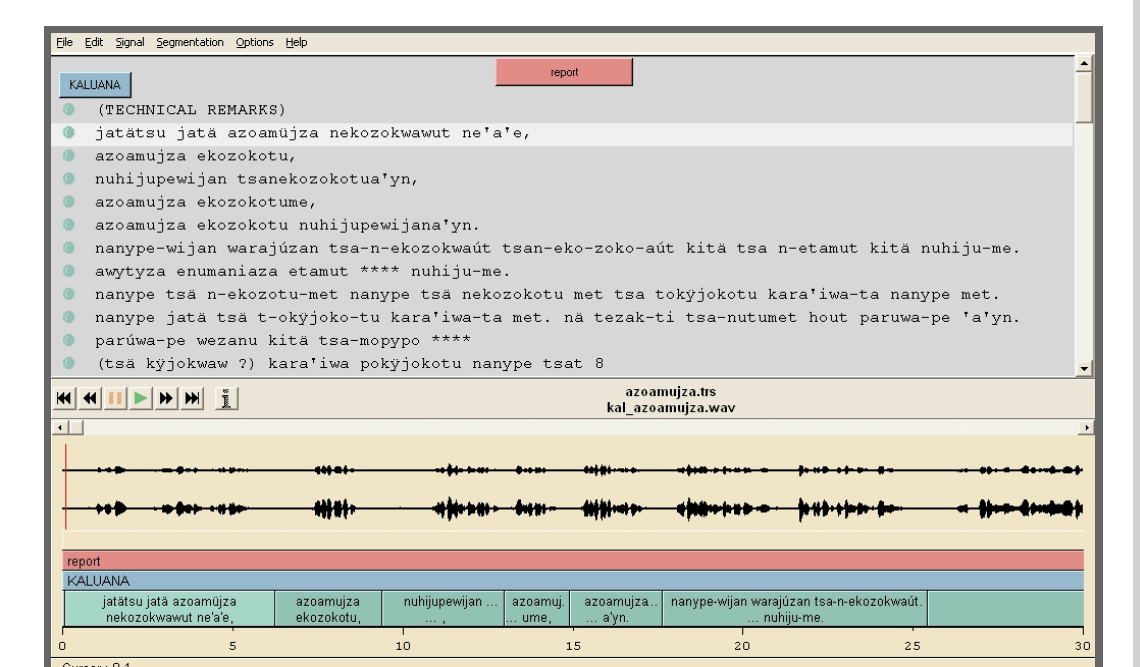 File Edit Signal Segmentation Options Help
report
KALUANA
(TECHNICAL REMARKS)
jatätsu jatä azoamüjza nekozokwawut ne'a'e,
azoamujza ekozokotu,
nuhijupewijan tsanekozokotua'yn,
azoamujza ekozokotume,
azoamujza ekozokotu nuhijupewijana'yn.
nanype-wijan warajúzan tsa-n-ekozokwaút tsan-eko-zoko-aút kitä tsa n-etamut kitä nuhiju-me.
awytyza enumaniaza etamut **** nuhiju-me.
nanype tsä n-ekozotu-met nanype tsä nekozokotu met tsa tokÿjokotu kara'iwa-ta nanype met.
nanype jatä tsä t-okÿjoko-tu kara'iwa-ta met. nä tezak-ti tsa-nutumet hout paruwa-pe 'a'yn.
parúwa-pe wezanu kitä tsa-mopypo ****
(tsä kÿjokwaw ?) kara'iwa pokÿjokotu nanype tsat 8
azoamujza.trs
kal_azoamujza.wav
report
KALUANA
jatätsu jatä azoamüjza nekozokwawut ne'a'e,
azoamujza ekozokotu,
nuhijupewijan ... ... ,
azoamuj. ... ume,
azoamujza... ... a'yn.
nanype-wijan warajúzan tsa-n-ekozokwaút. ... nuhiju-me.
0 5 10 15 20 25 30